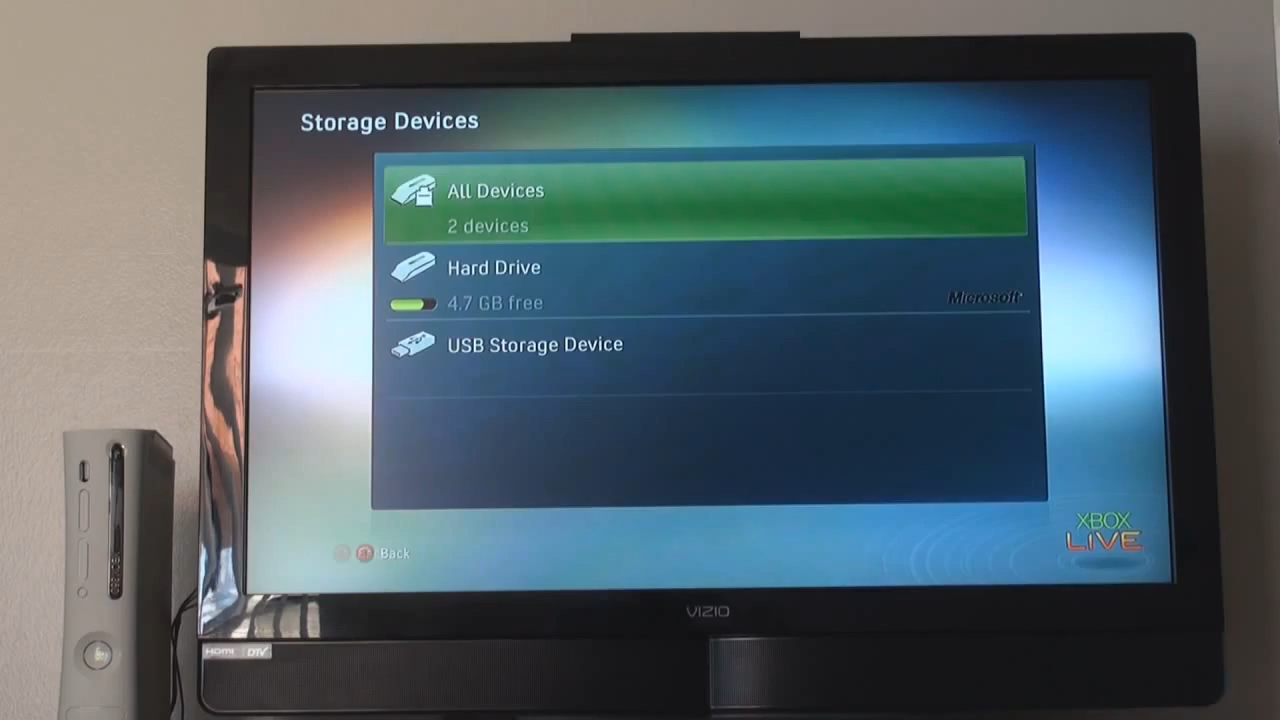 Storage Devices
All Devices
2 devices
Hard Drive
4.7 GB free
Microsoft
USB Storage Device
B Back
XBOX
LIVE
VIZIO
HDMI DTV
XBOX360